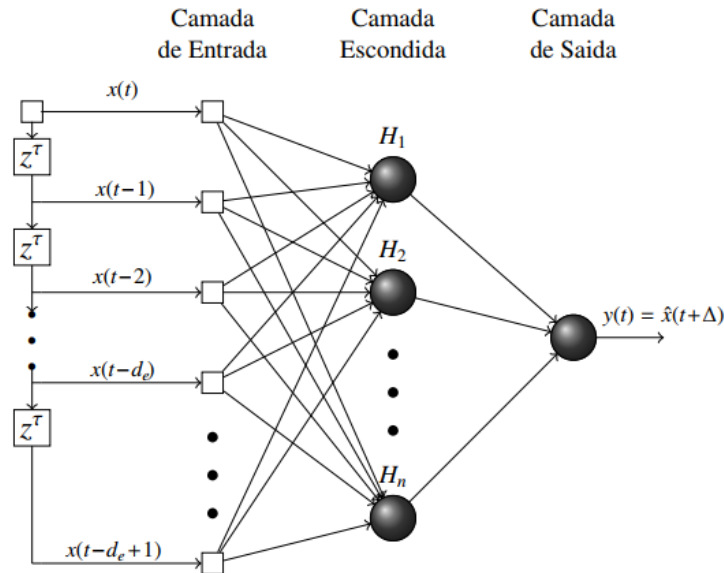 Camada
de Entrada
Camada
Escondida
Camada
de Saida
x(t)
H₁
z^τ
x(t−1)
z^τ
H₂
x(t−2)
y(t) = x̂(t+Δ)
x(t−dₑ)
z^τ
Hₙ
x(t−dₑ+1)